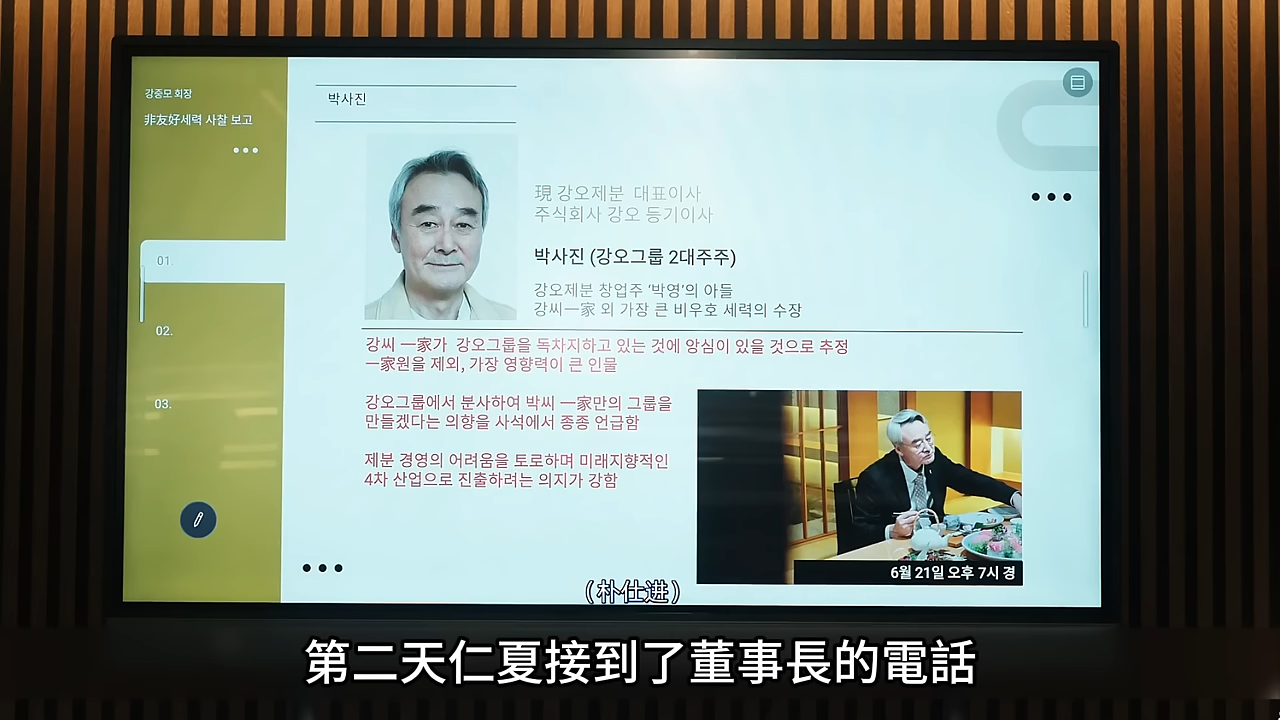 강중모 회장
非友好세력 사찰 보고
01.
02.
03.
박사진
現 강오제분 대표이사
주식회사 강오 등기이사
박사진 (강오그룹 2대주주)
강오제분 창업주 ‘박영’의 아들
강씨一家 외 가장 큰 비우호 세력의 수장
강씨 一家가 강오그룹을 독차지하고 있는 것에 앙심이 있을 것으로 추정
一家원을 제외, 가장 영향력이 큰 인물
강오그룹에서 분사하여 박씨 一家만의 그룹을
만들겠다는 의향을 사석에서 종종 언급함
제분 경영의 어려움을 토로하며 미래지향적인
4차 산업으로 진출하려는 의지가 강함
6월 21일 오후 7시 경
（朴仕进）
第二天仁夏接到了董事長的電話